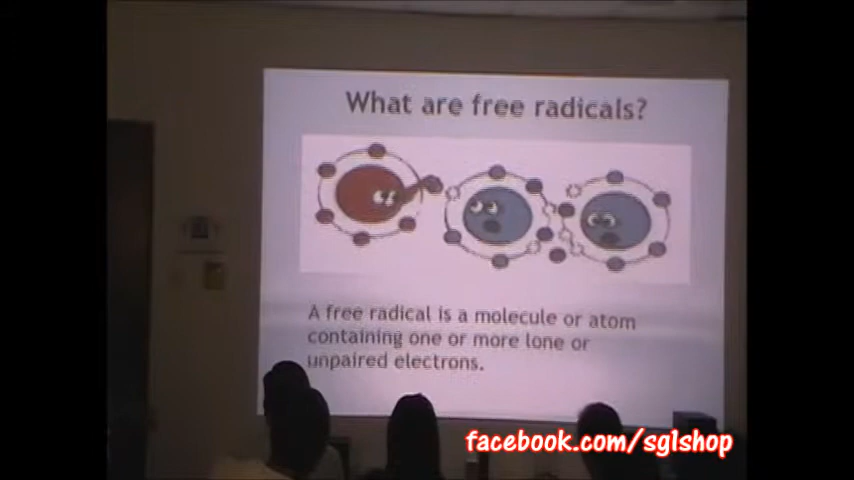 What are free radicals?
A free radical is a molecule or atom
containing one or more lone or
unpaired electrons.
facebook.com/sg1shop